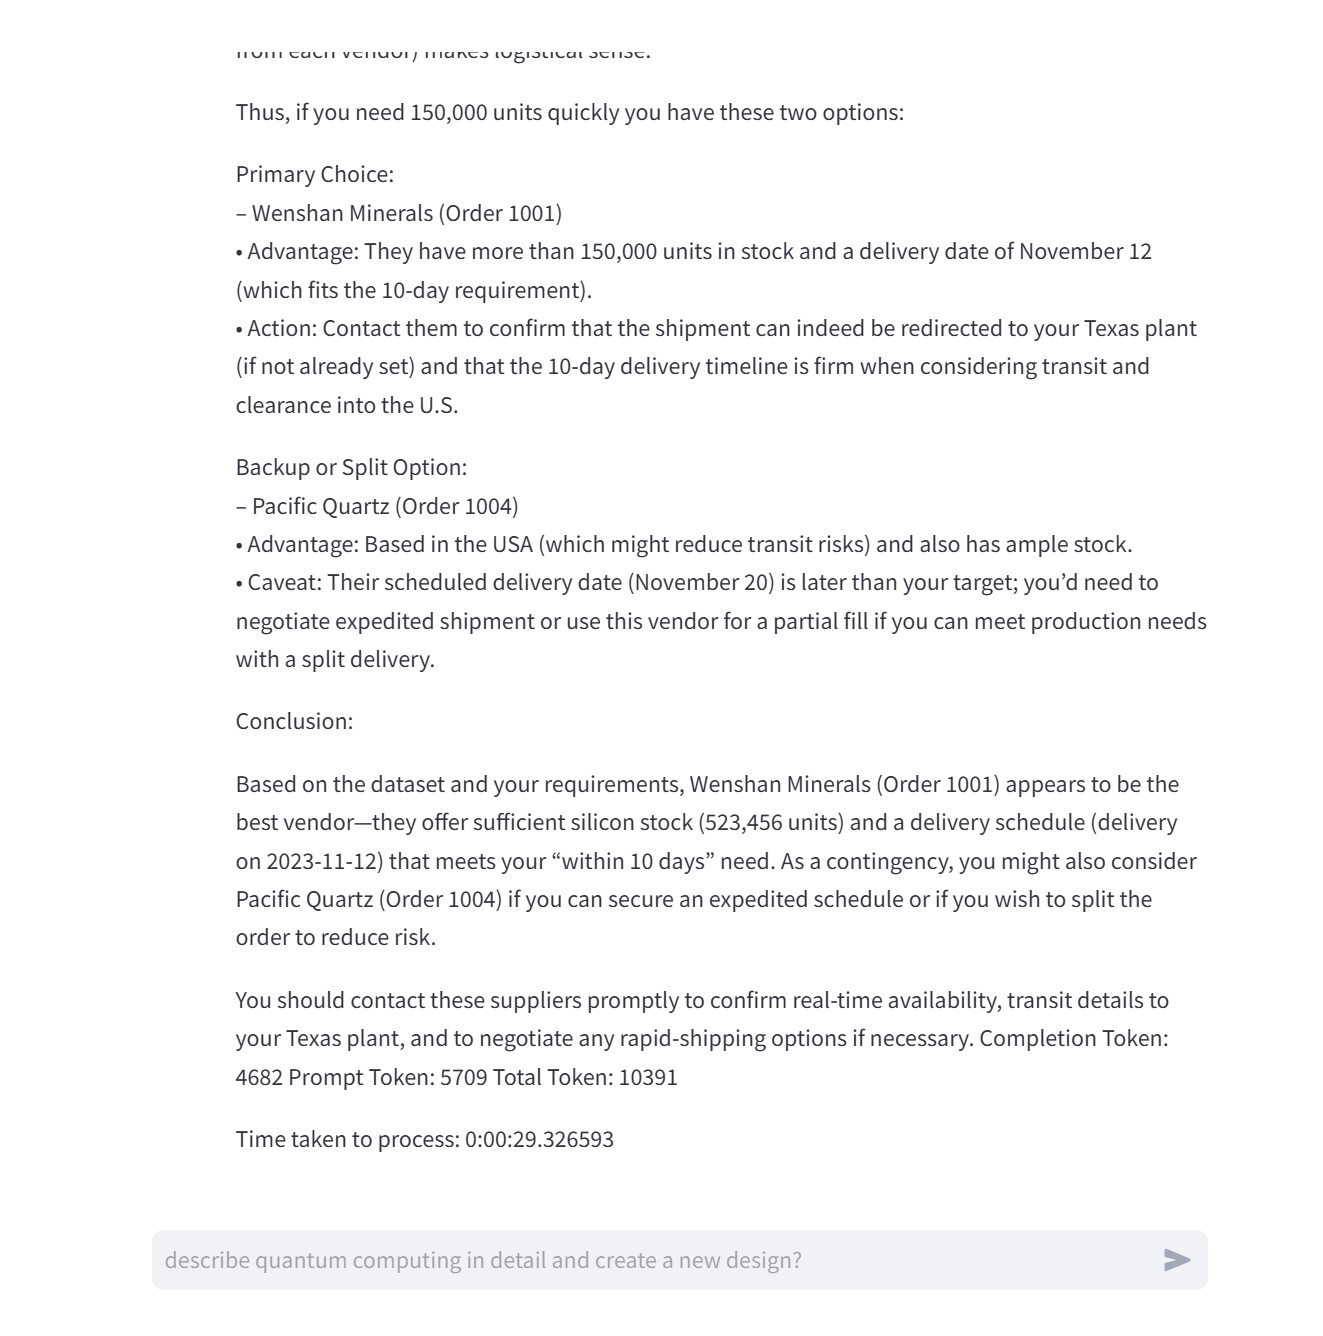 from each vendor) makes logistical sense.
Thus, if you need 150,000 units quickly you have these two options:
Primary Choice:
– Wenshan Minerals (Order 1001)
• Advantage: They have more than 150,000 units in stock and a delivery date of November 12
(which fits the 10-day requirement).
• Action: Contact them to confirm that the shipment can indeed be redirected to your Texas plant
(if not already set) and that the 10-day delivery timeline is firm when considering transit and
clearance into the U.S.
Backup or Split Option:
– Pacific Quartz (Order 1004)
• Advantage: Based in the USA (which might reduce transit risks) and also has ample stock.
• Caveat: Their scheduled delivery date (November 20) is later than your target; you’d need to
negotiate expedited shipment or use this vendor for a partial fill if you can meet production needs
with a split delivery.
Conclusion:
Based on the dataset and your requirements, Wenshan Minerals (Order 1001) appears to be the
best vendor—they offer sufficient silicon stock (523,456 units) and a delivery schedule (delivery
on 2023-11-12) that meets your “within 10 days” need. As a contingency, you might also consider
Pacific Quartz (Order 1004) if you can secure an expedited schedule or if you wish to split the
order to reduce risk.
You should contact these suppliers promptly to confirm real-time availability, transit details to
your Texas plant, and to negotiate any rapid-shipping options if necessary. Completion Token:
4682 Prompt Token: 5709 Total Token: 10391
Time taken to process: 0:00:29.326593
describe quantum computing in detail and create a new design?